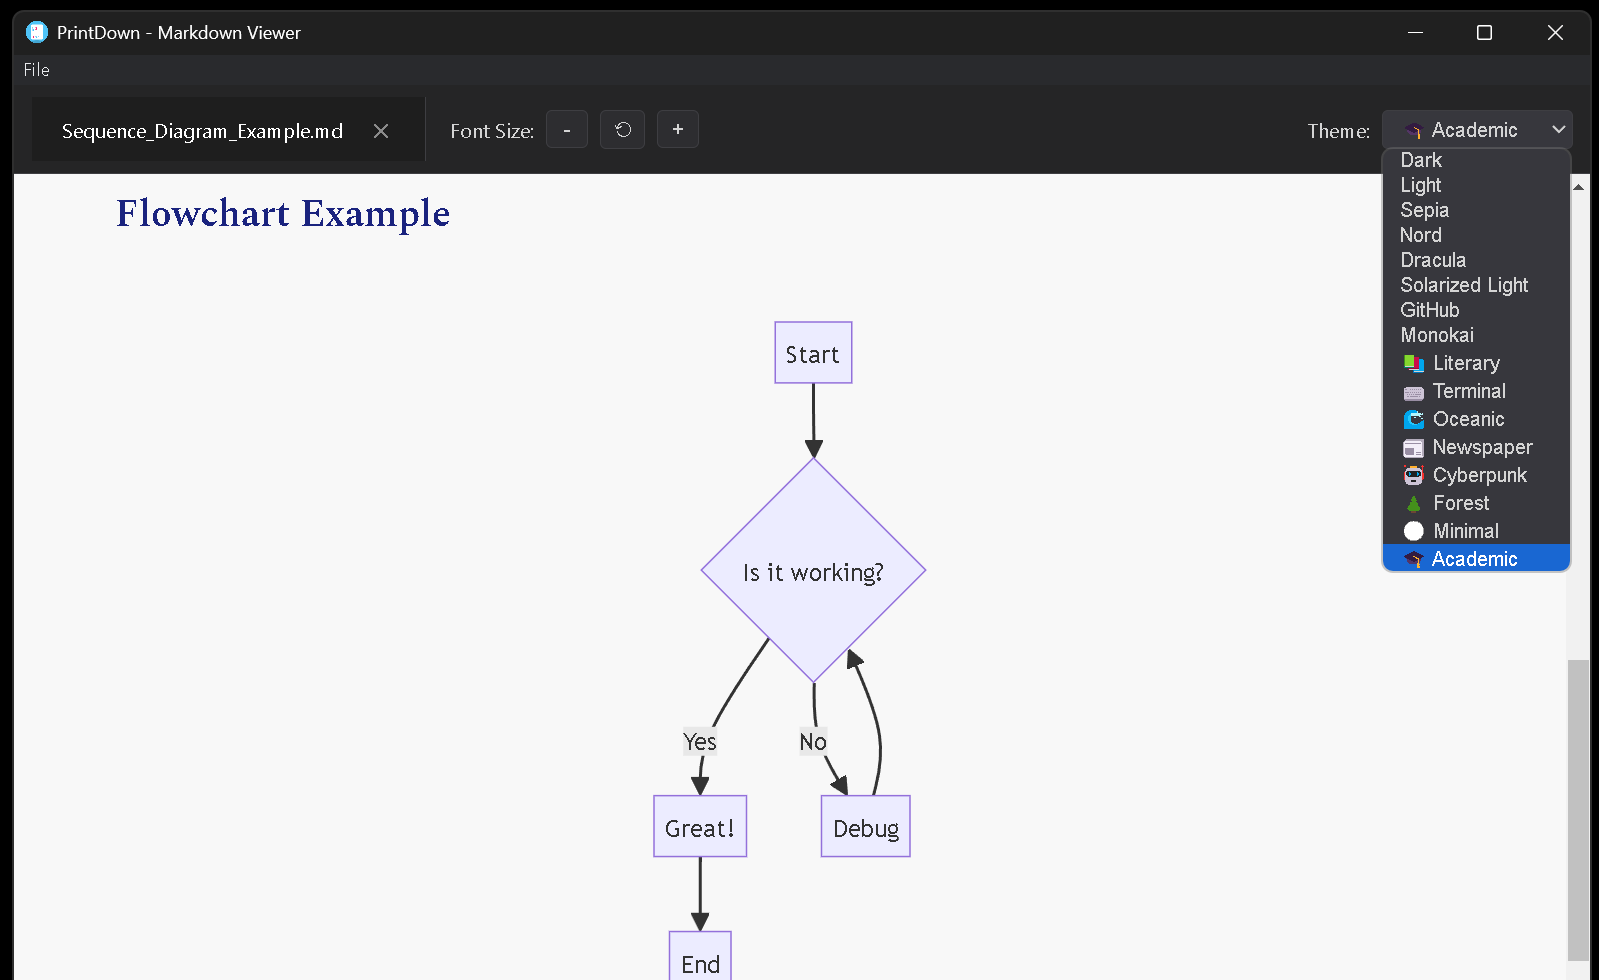 PrintDown - Markdown Viewer
File
Sequence_Diagram_Example.md
Font Size:
-
+
Theme:
Academic
Dark
Light
Sepia
Nord
Dracula
Solarized Light
GitHub
Monokai
Literary
Terminal
Oceanic
Newspaper
Cyberpunk
Forest
Minimal
Academic
Flowchart Example
Start
Is it working?
Yes
No
Great!
Debug
End